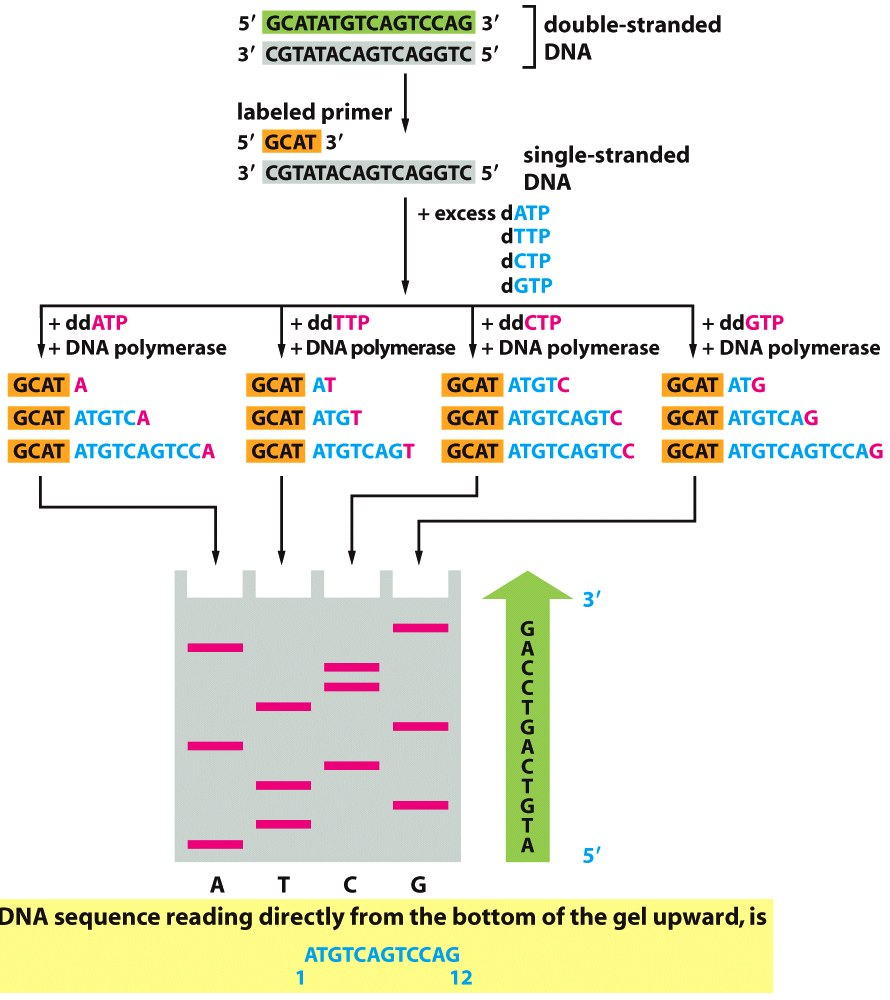 5′ GCATATGTCAGTCCAG 3′
3′ CGTATACAGTCAGGTC 5′
double-stranded
DNA
labeled primer
5′ GCAT 3′
3′ CGTATACAGTCAGGTC 5′
single-stranded
DNA
+ excess dATP
dTTP
dCTP
dGTP
+ ddATP
+ DNA polymerase
GCAT A
GCAT ATGTCA
GCAT ATGTCAGTCCA
+ ddTTP
+ DNA polymerase
GCAT AT
GCAT ATGT
GCAT ATGTCAGT
+ ddCTP
+ DNA polymerase
GCAT ATGTC
GCAT ATGTCAGTC
GCAT ATGTCAGTCC
+ ddGTP
+ DNA polymerase
GCAT ATG
GCAT ATGTCAG
GCAT ATGTCAGTCCAG
3′
G
A
C
C
T
G
A
C
T
G
T
A
5′
A T C G
DNA sequence reading directly from the bottom of the gel upward, is
ATGTCAGTCCAG
1 12